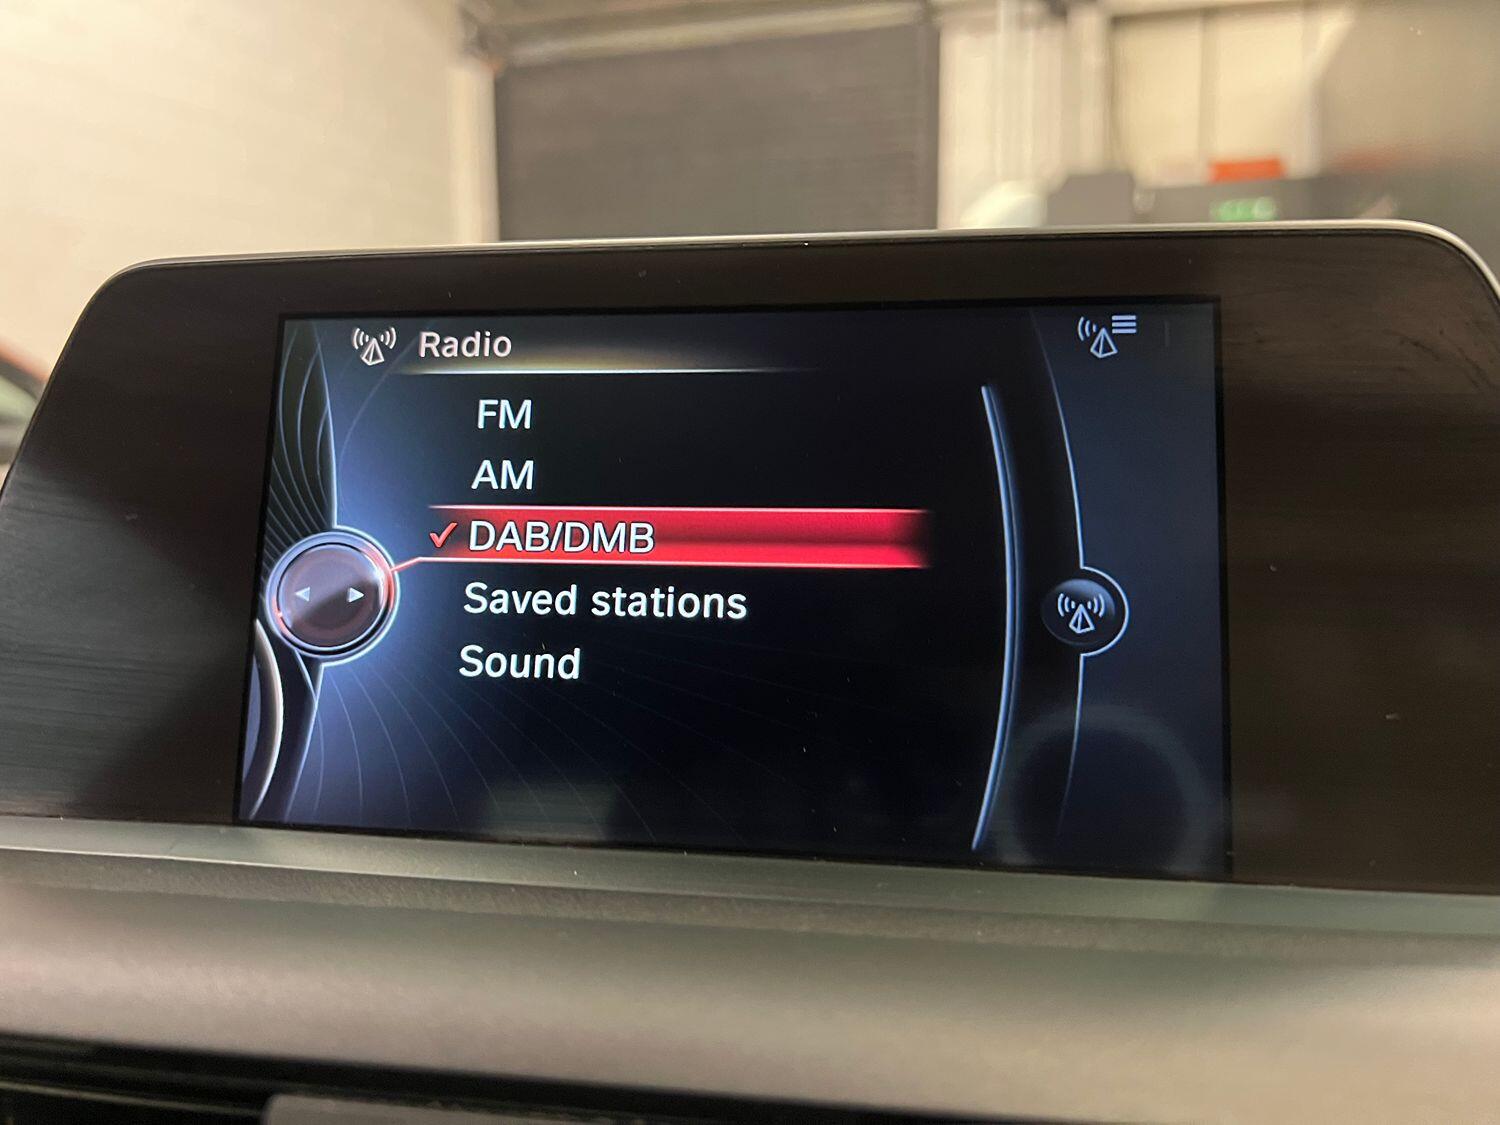 Radio
FM
AM
DAB/DMB
Saved stations
Sound